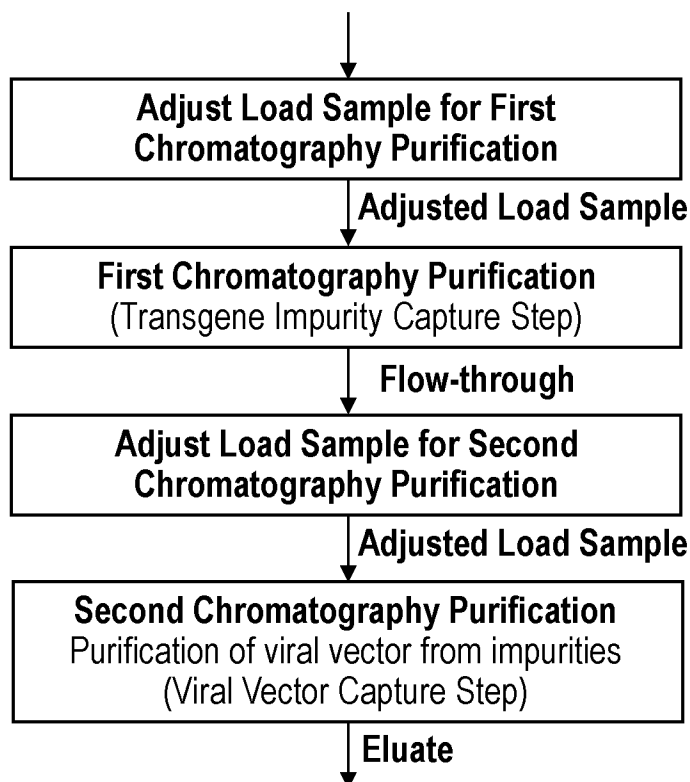 Adjust Load Sample for First
Chromatography Purification
Adjusted Load Sample
First Chromatography Purification
(Transgene Impurity Capture Step)
Flow-through
Adjust Load Sample for Second
Chromatography Purification
Adjusted Load Sample
Second Chromatography Purification
Purification of viral vector from impurities
(Viral Vector Capture Step)
Eluate